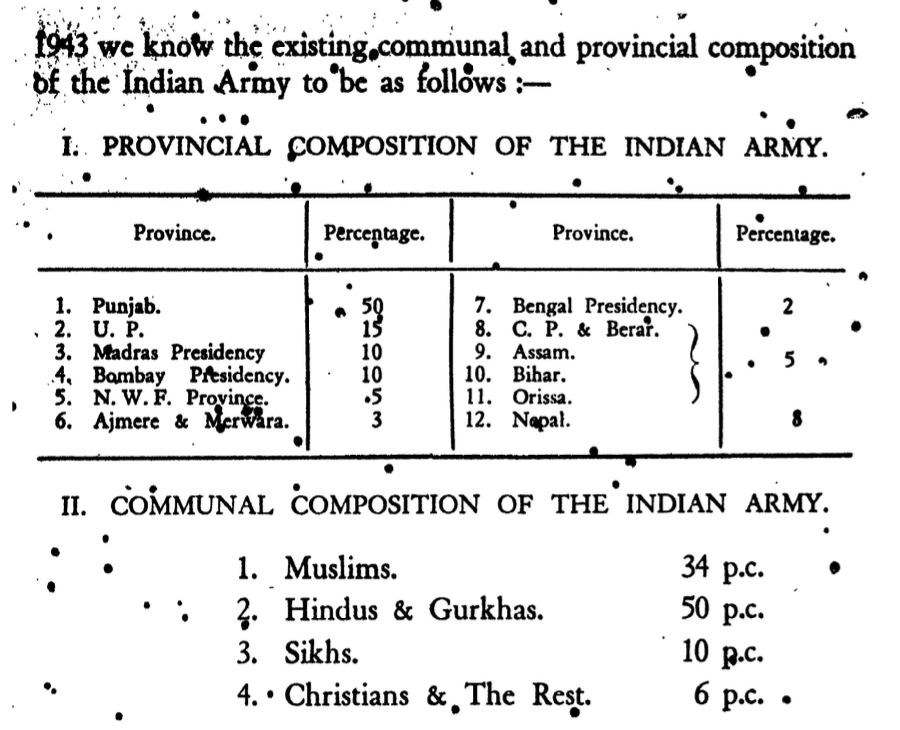 1943 we know the existing communal and provincial composition
of the Indian Army to be as follows :—
I. PROVINCIAL COMPOSITION OF THE INDIAN ARMY.
Province. Percentage. Province. Percentage.
1. Punjab. 50 7. Bengal Presidency. 2
2. U. P. 15 8. C. P. & Berar.
3. Madras Presidency 10 9. Assam. 5
4. Bombay Presidency. 10 10. Bihar.
5. N. W. F. Province. 5 11. Orissa.
6. Ajmere & Merwara. 3 12. Nepal. 8
II. COMMUNAL COMPOSITION OF THE INDIAN ARMY.
1. Muslims. 34 p.c.
2. Hindus & Gurkhas. 50 p.c.
3. Sikhs. 10 p.c.
4. Christians & The Rest. 6 p.c.